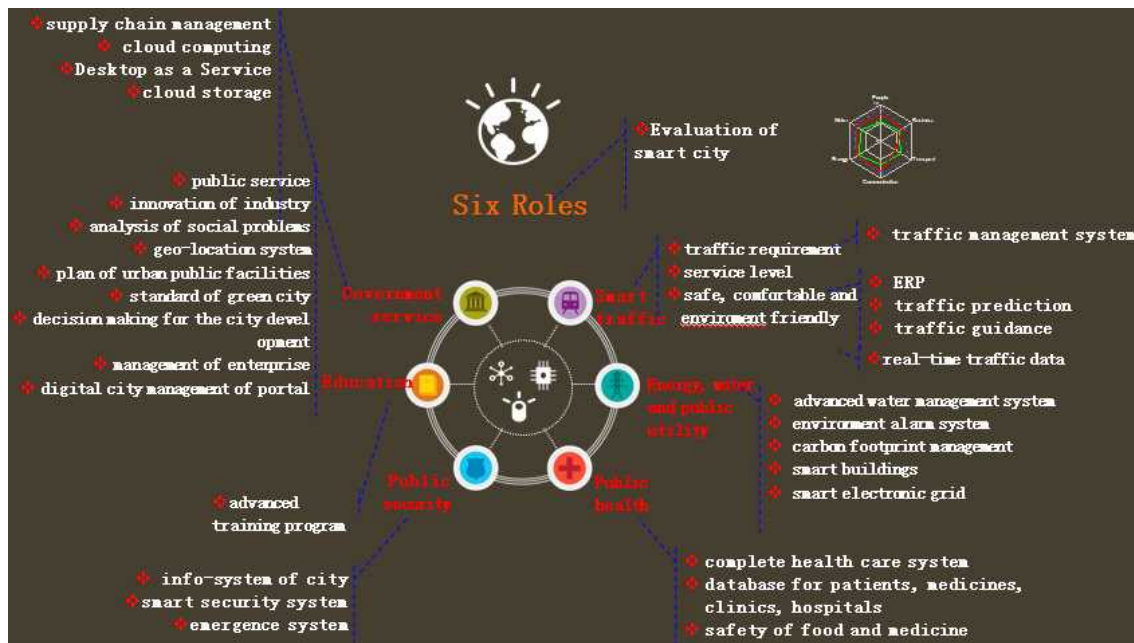 supply chain management
cloud computing
Desktop as a Service
cloud storage
Evaluation of
smart city
People
Business
Transport
Communication
Energy
Water
Six Roles
public service
innovation of industry
analysis of social problems
geo-location system
plan of urban public facilities
standard of green city
decision making for the city devel
opment
management of enterprise
digital city management of portal
Government
service
Smart
traffic
traffic requirement
service level
safe, comfortable and
enviroment friendly
traffic management system
ERP
traffic prediction
traffic guidance
real-time traffic data
Education
Energy, water
and public
utility
advanced water management system
environment alarm system
carbon footprint management
smart buildings
smart electronic grid
Public
security
Public
health
advanced
training program
info-system of city
smart security system
emergence system
complete health care system
database for patients, medicines,
clinics, hospitals
safety of food and medicine